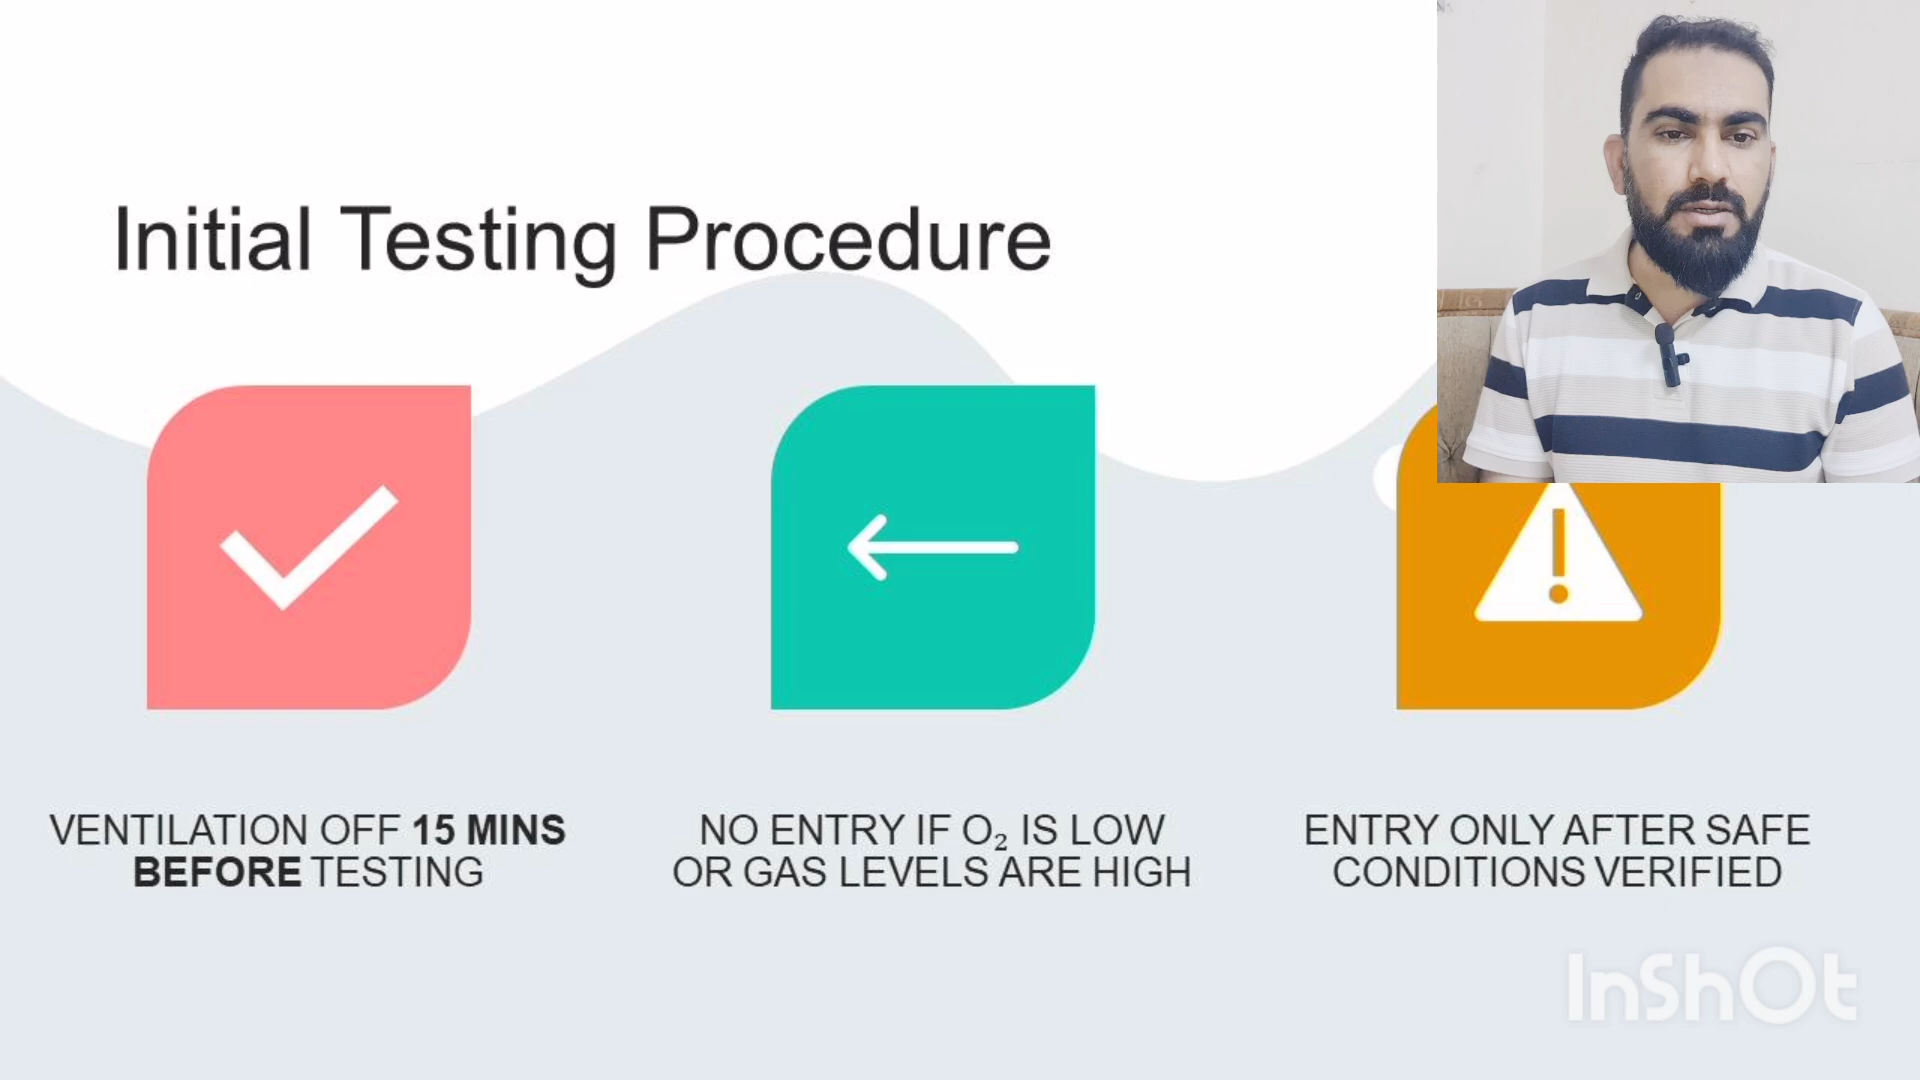 Initial Testing Procedure
VENTILATION OFF 15 MINS
BEFORE TESTING
NO ENTRY IF O₂ IS LOW
OR GAS LEVELS ARE HIGH
ENTRY ONLY AFTER SAFE
CONDITIONS VERIFIED
InShOt